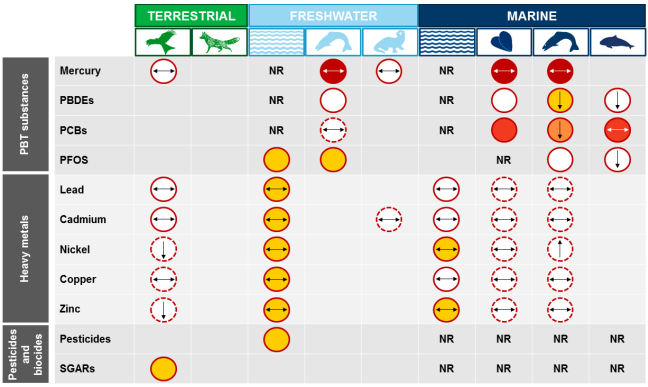 TERRESTRIAL FRESHWATER MARINE
PBT substances
Mercury NR NR
PBDEs NR NR
PCBs NR NR
PFOS NR
Heavy metals
Lead
Cadmium
Nickel
Copper
Zinc
Pesticides
and
biocides
Pesticides NR NR NR NR
SGARs NR NR NR NR